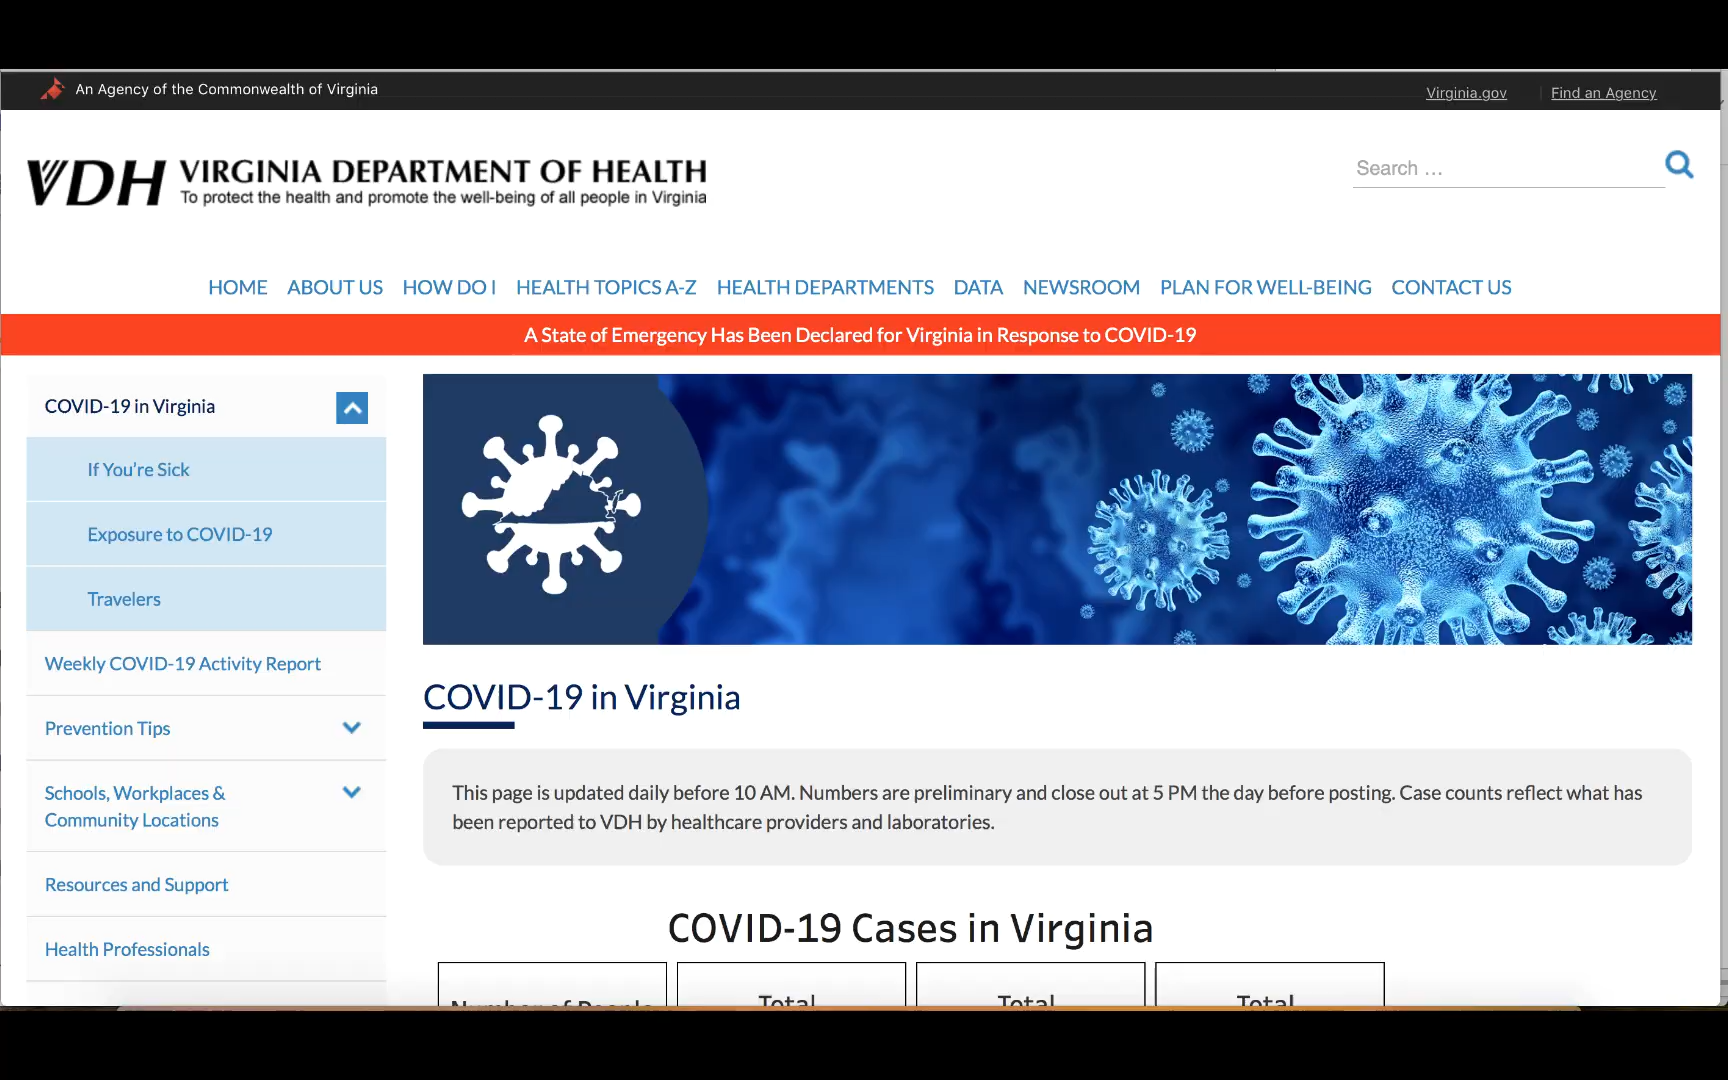 An Agency of the Commonwealth of Virginia
Virginia.gov
Find an Agency
VDH VIRGINIA DEPARTMENT OF HEALTH
To protect the health and promote the well-being of all people in Virginia
Search ...
HOME ABOUT US HOW DO I HEALTH TOPICS A-Z HEALTH DEPARTMENTS DATA NEWSROOM PLAN FOR WELL-BEING CONTACT US
A State of Emergency Has Been Declared for Virginia in Response to COVID-19
COVID-19 in Virginia
If You're Sick
Exposure to COVID-19
Travelers
Weekly COVID-19 Activity Report
Prevention Tips
Schools, Workplaces &
Community Locations
Resources and Support
Health Professionals
COVID-19 in Virginia
This page is updated daily before 10 AM. Numbers are preliminary and close out at 5 PM the day before posting. Case counts reflect what has
been reported to VDH by healthcare providers and laboratories.
COVID-19 Cases in Virginia
Number of People
Total
Total
Total